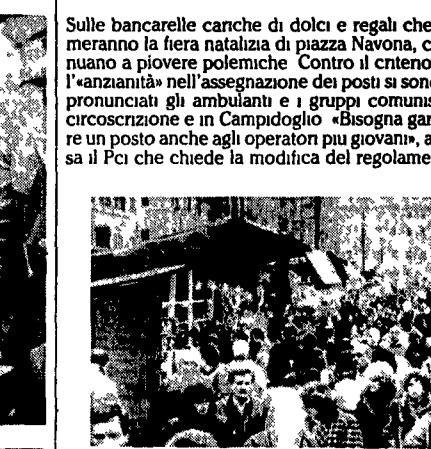 Sulle bancarelle cariche di dolci e regali che
meranno la fiera natalizia di piazza Navona, c
nuano a piovere polemiche Contro il criterio
l'«anzianità» nell'assegnazione dei posti si sono
pronunciati gli ambulanti e i gruppi comunis
circoscrizione e in Campidoglio «Bisogna gar
re un posto anche agli operatori piu giovani», a
sa il Pci che chiede la modifica del regolame